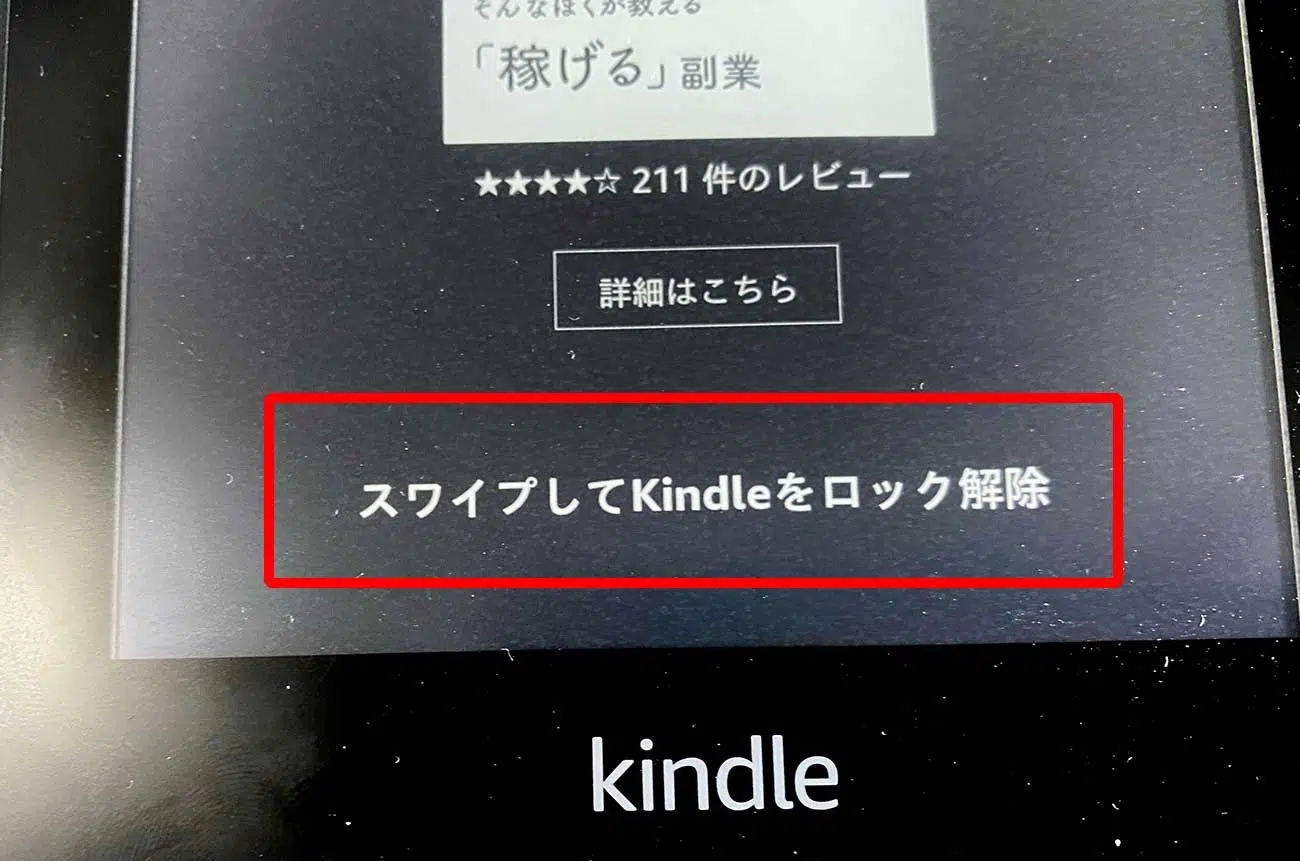 そんなぼくが教える
「稼げる」副業
★★★★☆ 211 件のレビュー
詳細はこちら
スワイプしてKindleをロック解除
kindle